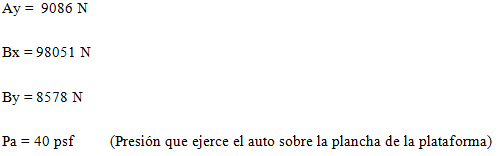 Ay = 9086 N
Bx = 98051 N
By = 8578 N
Pa = 40 psf (Presión que ejerce el auto sobre la plancha de la plataforma)